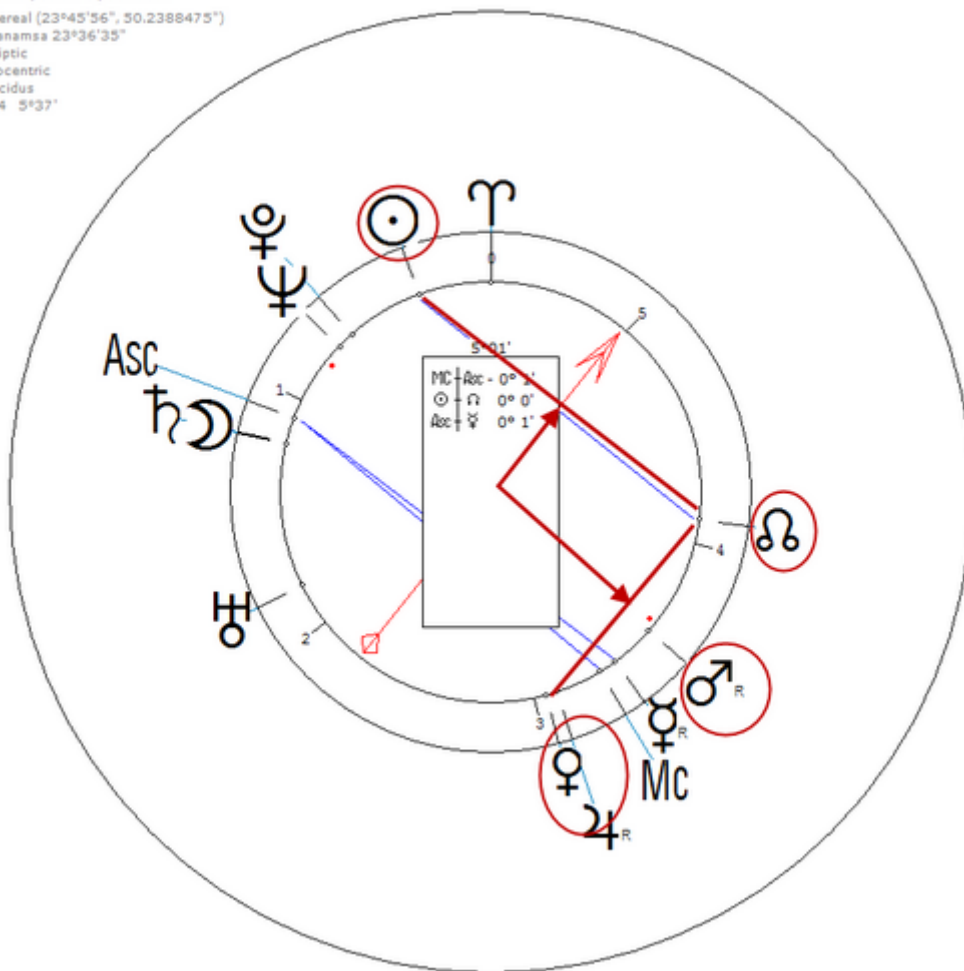 ereal (23°45'56", 50.2388475")
anamsa 23°36'35"
iptic
ocentric
cidus
4 5°37'
0
Asc
1
5
5°01'
MC Asc - 0° 1'
0° 0'
Asc 0° 1'
4
2
3
R
R
Mc
R